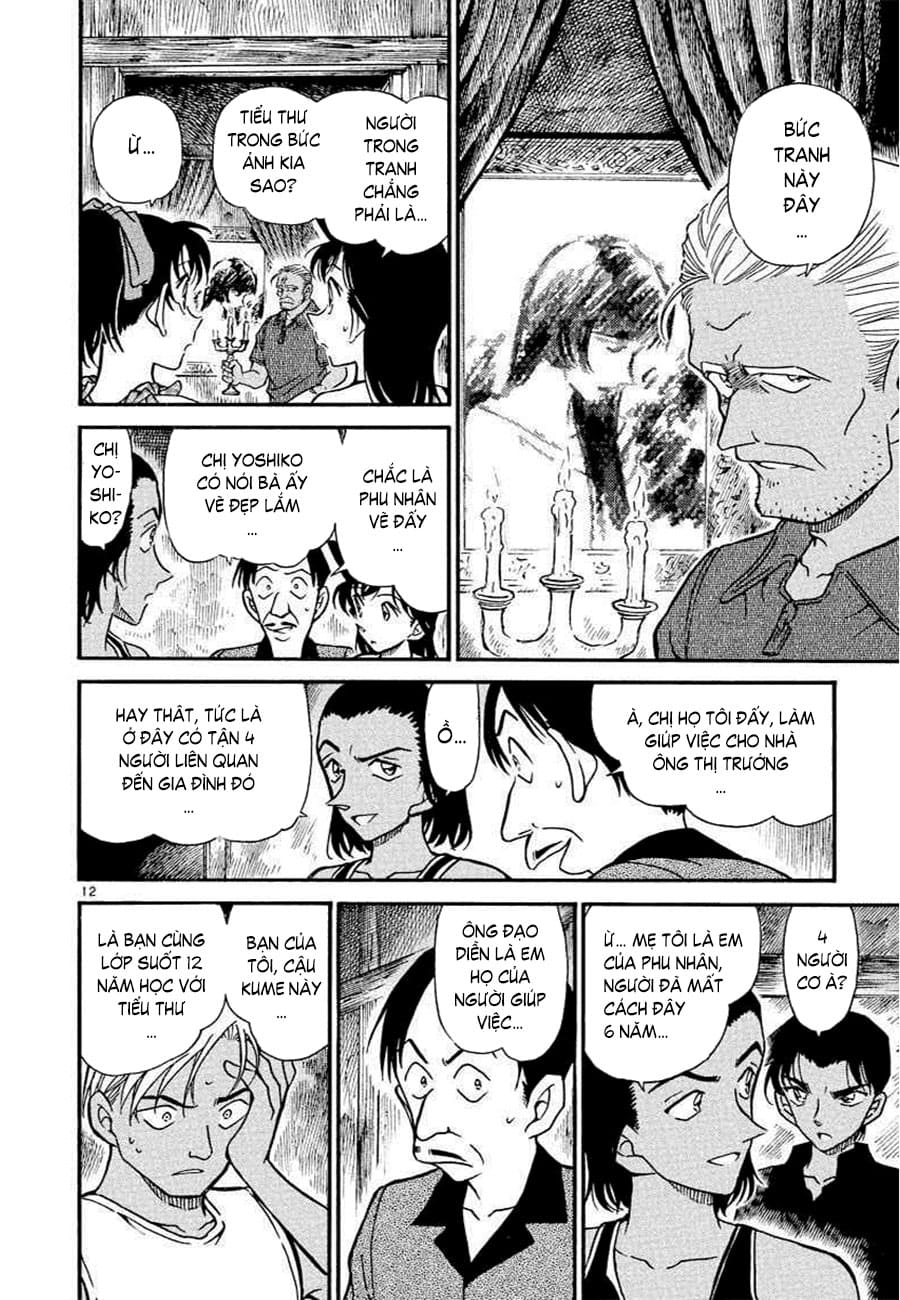 BỨC
TRANH
NÀY
ĐÂY
...
NGƯỜI
TRONG
TRANH
CHẲNG
PHẢI LÀ...
TIỂU THƯ
TRONG BỨC
ẢNH KIA
SAO?
Ừ ...
CHẮC LÀ
PHU NHÂN
VẼ ĐẤY
...
CHỊ YOSHIKO
CÓ NÓI BÀ ẤY
VẼ ĐẸP LẮM
...
CHỊ
YO-
SHI-
KO?
À, CHỊ HỌ TÔI ĐẤY, LÀM
GIÚP VIỆC CHO NHÀ
ÔNG THỊ TRƯỞNG
...
Ồ...
HAY THÂT, TỨC LÀ
Ở ĐÂY CÓ TẬN 4
NGƯỜI LIÊN QUAN
ĐẾN GIA ĐÌNH ĐÓ
...
12
4
NGƯỜI
CƠ À?
Ừ... MẸ TÔI LÀ EM
CỦA PHU NHÂN,
NGƯỜI ĐÃ MẤT
CÁCH ĐÂY
6 NĂM...
ÔNG ĐẠO
DIỄN LÀ EM
HỌ CỦA
NGƯỜI GIÚP
VIỆC...
BẠN CỦA
TÔI, CẬU
KUME NÀY
...
LÀ BẠN CÙNG
LỚP SUỐT 12
NĂM HỌC VỚI
TIỂU THƯ
...